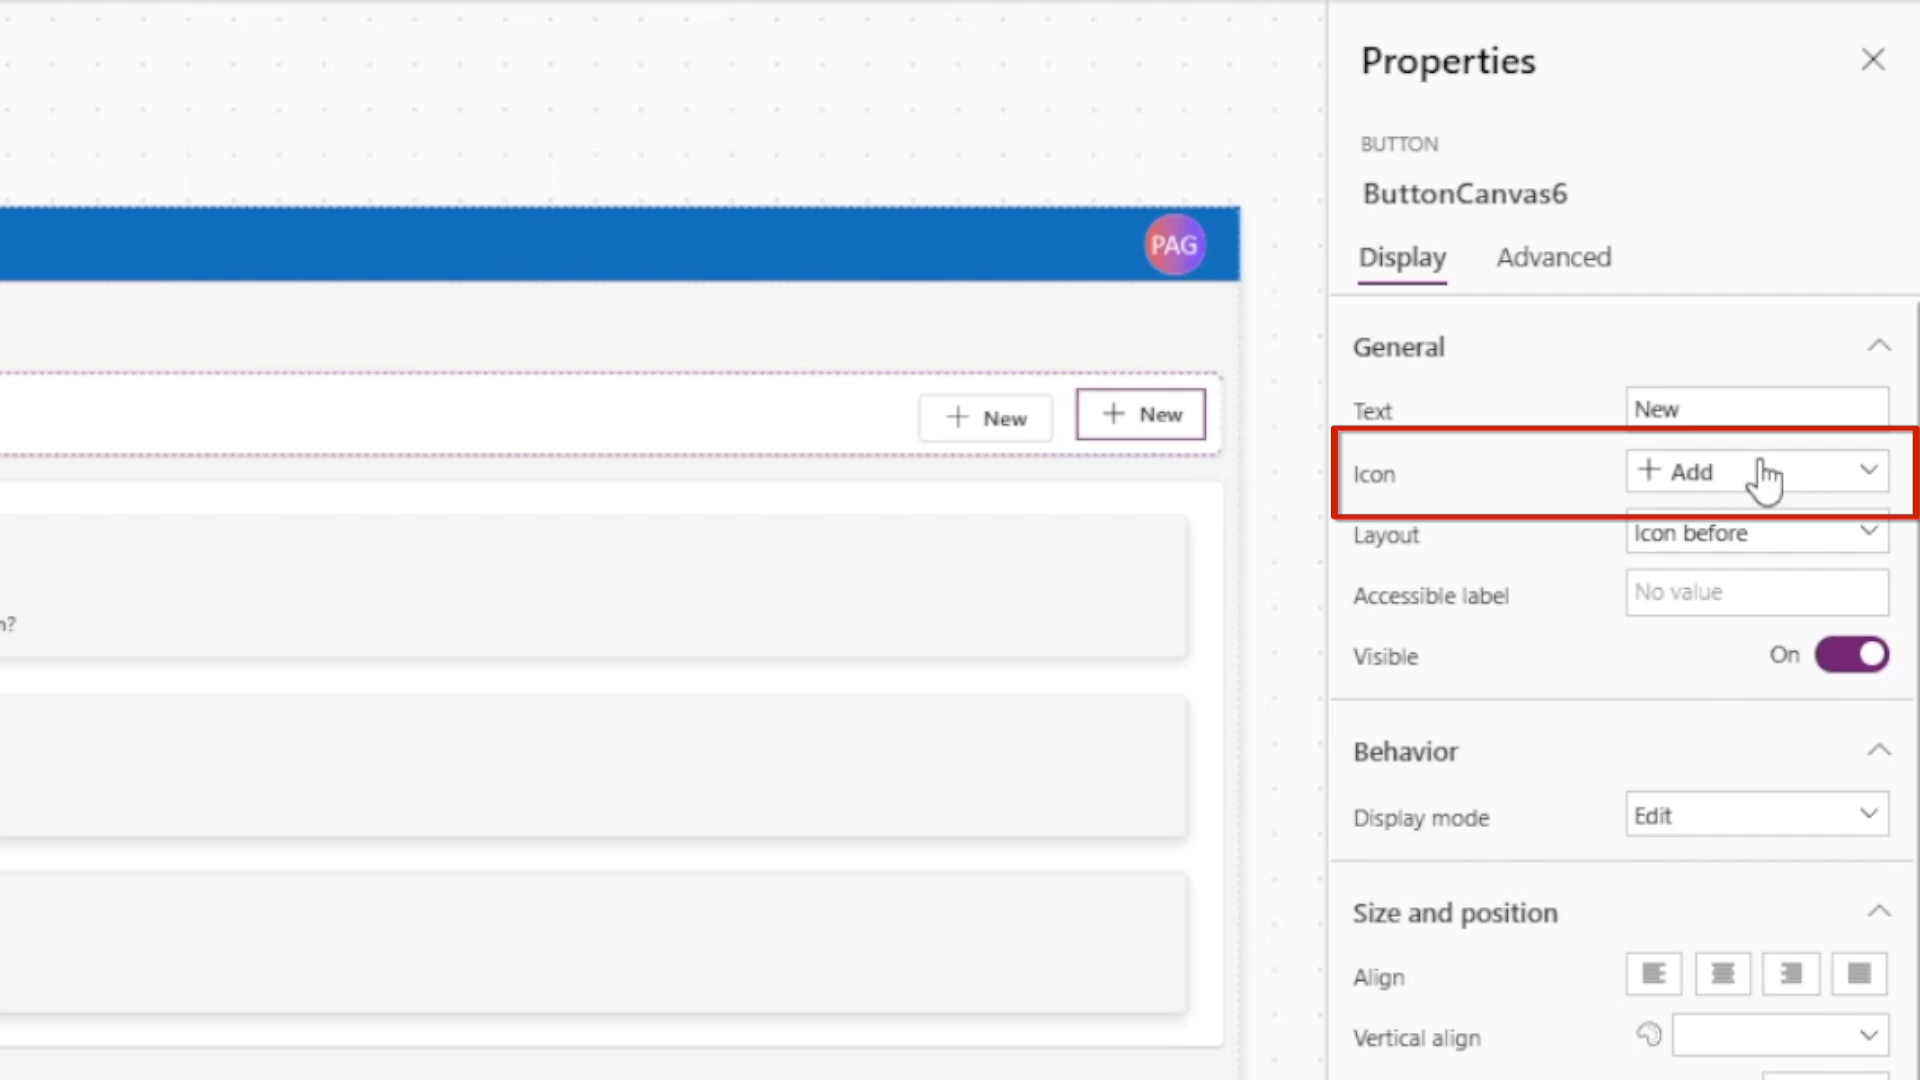 Properties
BUTTON
ButtonCanvas6
Display Advanced
PAG
General
+ New + New
Text New
Icon + Add
Layout Icon before
Accessible label No value
Visible On
Behavior
Display mode Edit
Size and position
Align
Vertical align